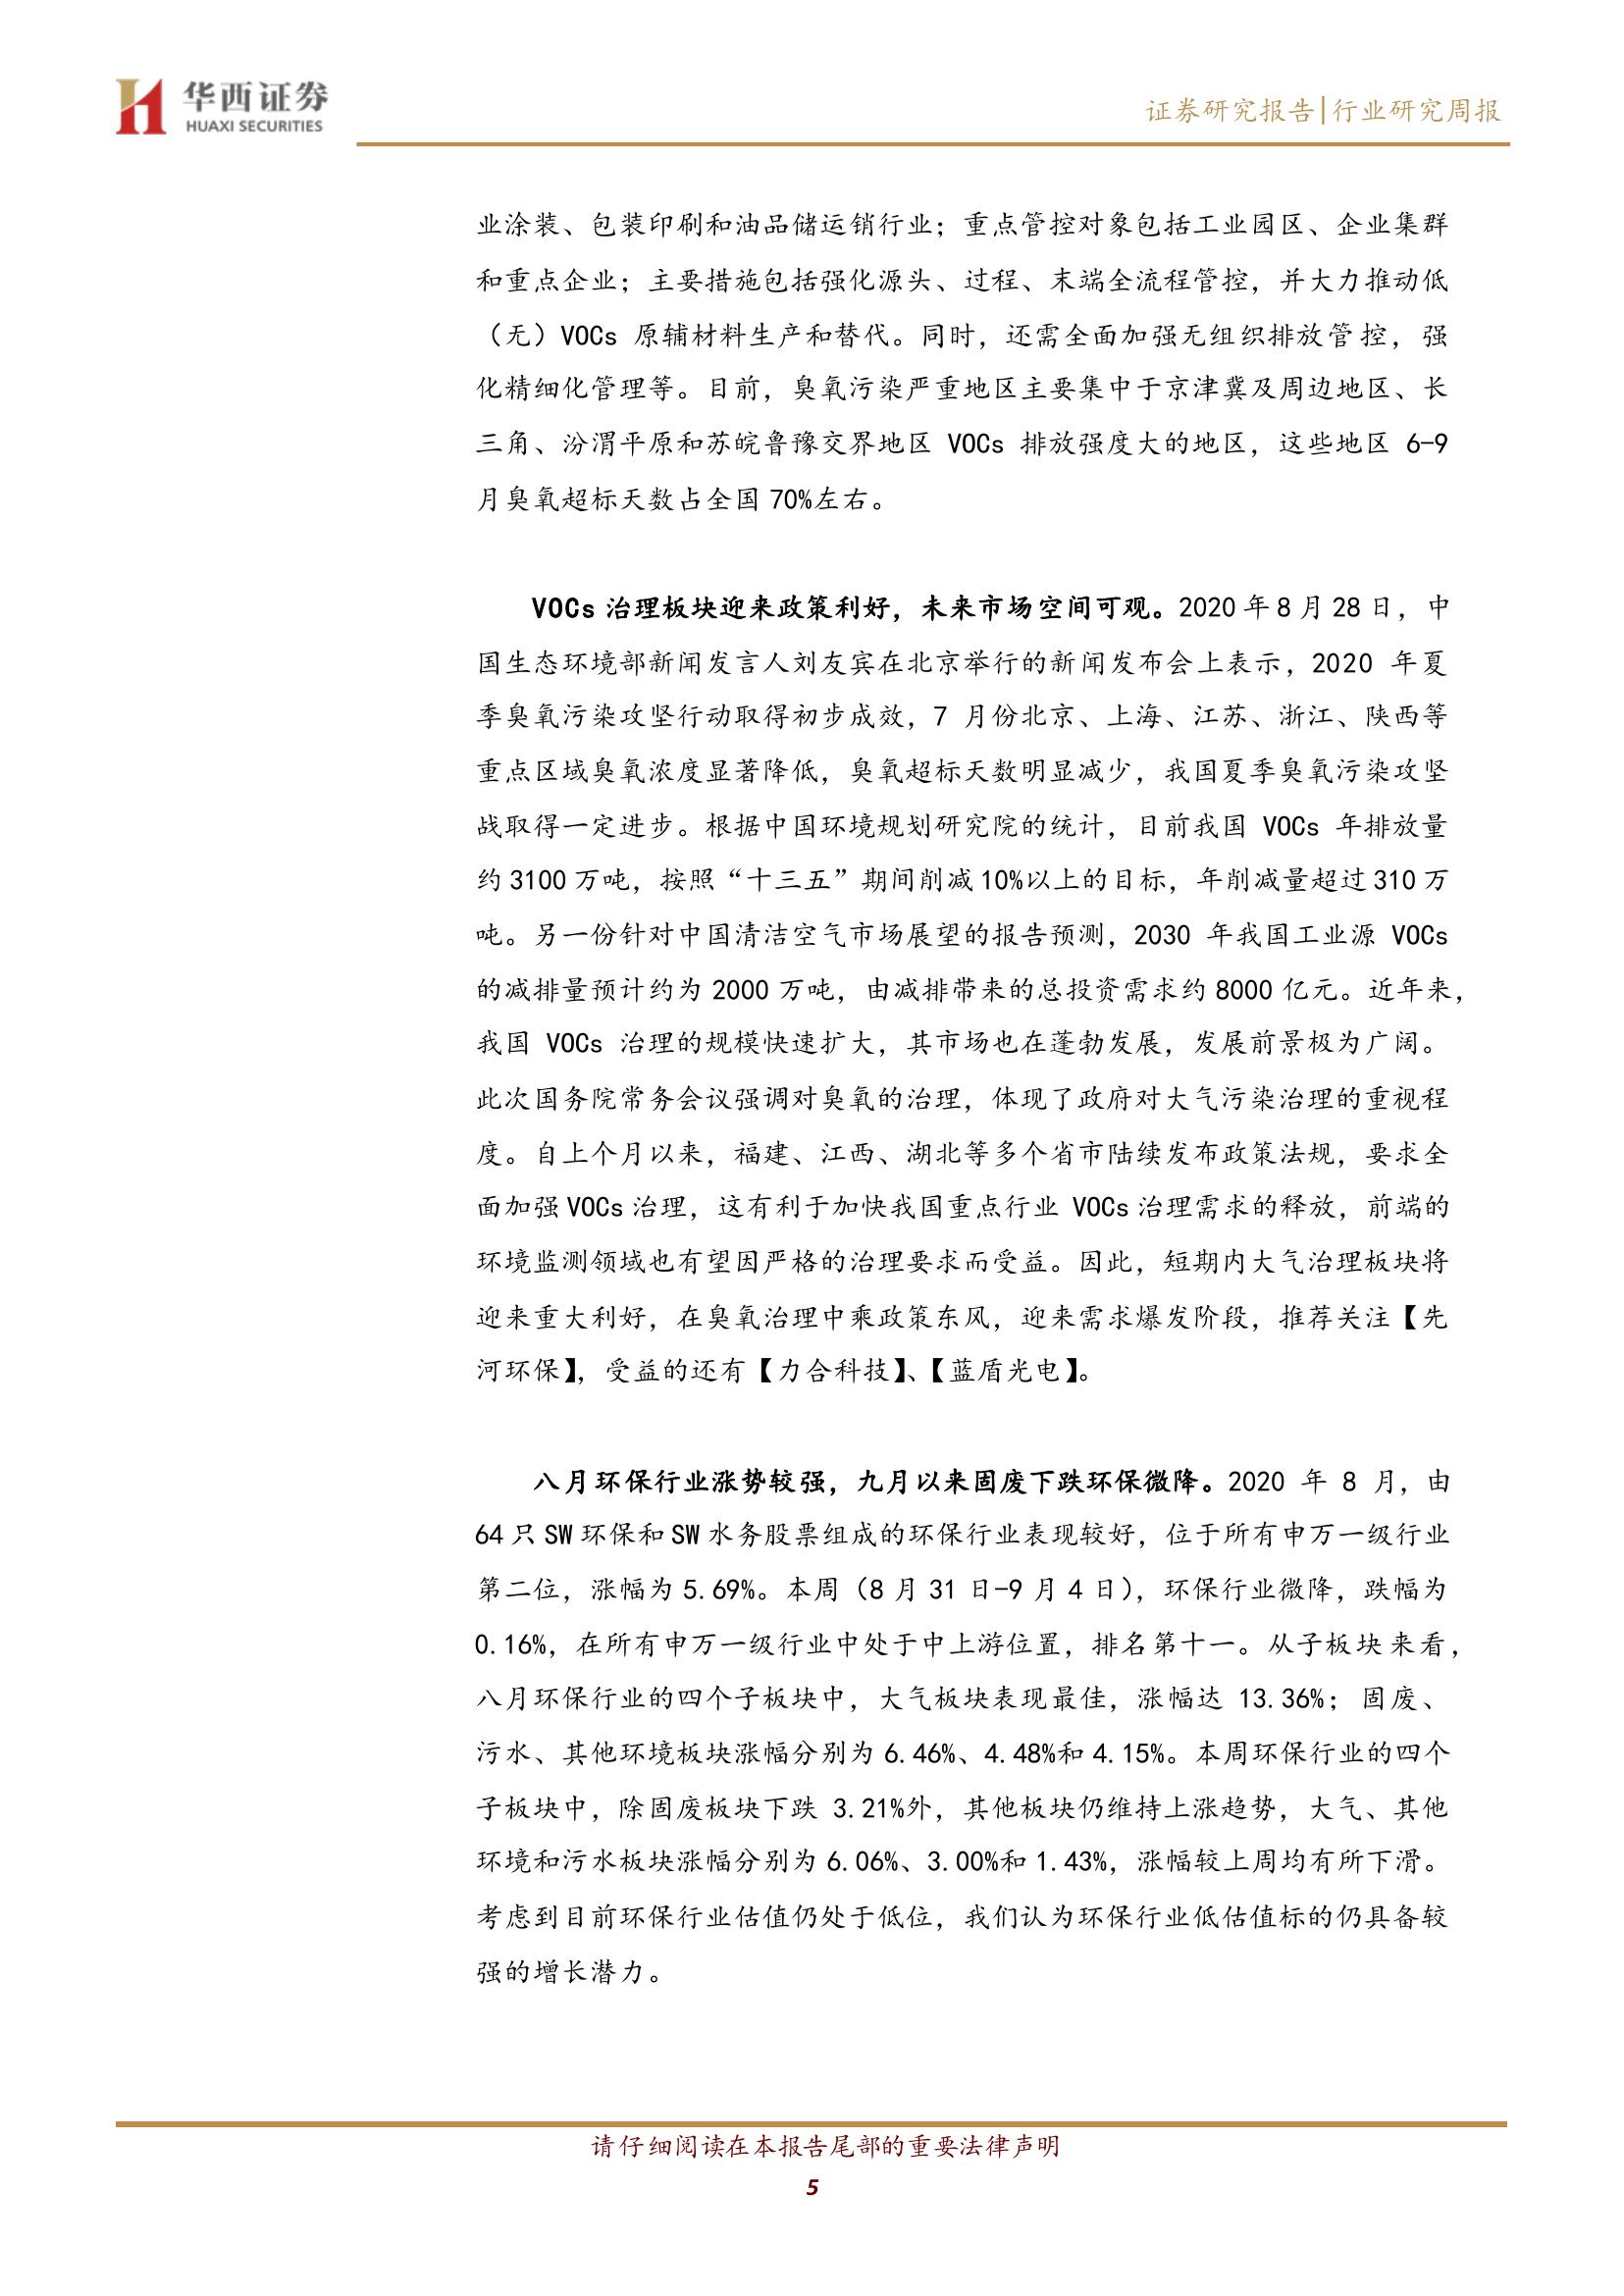 华西证券
HUAXI SECURITIES
证券研究报告|行业研究周报
业涂装、包装印刷和油品储运销行业；重点管控对象包括工业园区、企业集群
和重点企业；主要措施包括强化源头、过程、末端全流程管控，并大力推动低
（无）VOCs 原辅材料生产和替代。同时，还需全面加强无组织排放管控，强
化精细化管理等。目前，臭氧污染严重地区主要集中于京津冀及周边地区、长
三角、汾渭平原和苏皖鲁豫交界地区 VOCs 排放强度大的地区，这些地区 6-9
月臭氧超标天数占全国 70%左右。
VOCs 治理板块迎来政策利好，未来市场空间可观。2020 年 8 月 28 日，中
国生态环境部新闻发言人刘友宾在北京举行的新闻发布会上表示，2020 年夏
季臭氧污染攻坚行动取得初步成效，7 月份北京、上海、江苏、浙江、陕西等
重点区域臭氧浓度显著降低，臭氧超标天数明显减少，我国夏季臭氧污染攻坚
战取得一定进步。根据中国环境规划研究院的统计，目前我国 VOCs 年排放量
约 3100 万吨，按照“十三五”期间削减 10%以上的目标，年削减量超过 310 万
吨。另一份针对中国清洁空气市场展望的报告预测，2030 年我国工业源 VOCs
的减排量预计约为 2000 万吨，由减排带来的总投资需求约 8000 亿元。近年来，
我国 VOCs 治理的规模快速扩大，其市场也在蓬勃发展，发展前景极为广阔。
此次国务院常务会议强调对臭氧的治理，体现了政府对大气污染治理的重视程
度。自上个月以来，福建、江西、湖北等多个省市陆续发布政策法规，要求全
面加强 VOCs 治理，这有利于加快我国重点行业 VOCs 治理需求的释放，前端的
环境监测领域也有望因严格的治理要求而受益。因此，短期内大气治理板块将
迎来重大利好，在臭氧治理中乘政策东风，迎来需求爆发阶段，推荐关注【先
河环保】，受益的还有【力合科技】、【蓝盾光电】。
八月环保行业涨势较强，九月以来固废下跌环保微降。2020 年 8 月，由
64 只 SW 环保和 SW 水务股票组成的环保行业表现较好，位于所有申万一级行业
第二位，涨幅为 5.69%。本周（8 月 31 日-9 月 4 日），环保行业微降，跌幅为
0.16%，在所有申万一级行业中处于中上游位置，排名第十一。从子板块来看，
八月环保行业的四个子板块中，大气板块表现最佳，涨幅达 13.36%；固废、
污水、其他环境板块涨幅分别为 6.46%、4.48%和 4.15%。本周环保行业的四个
子板块中，除固废板块下跌 3.21%外，其他板块仍维持上涨趋势，大气、其他
环境和污水板块涨幅分别为 6.06%、3.00%和 1.43%，涨幅较上周均有所下滑。
考虑到目前环保行业估值仍处于低位，我们认为环保行业低估值标的仍具备较
强的增长潜力。
请仔细阅读在本报告尾部的重要法律声明
5